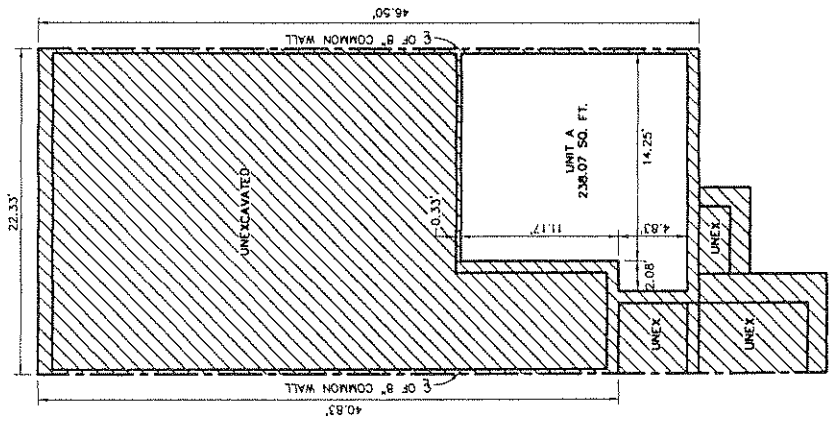 46.50'
℄ OF 8" COMMON WALL
22.33'
UNEXCAVATED
UNIT A
238.07 SQ. FT.
14.25'
0.33'
11.17'
4.83'
2.08'
UNEX.
UNEX.
UNEX.
℄ OF 8" COMMON WALL
40.83'